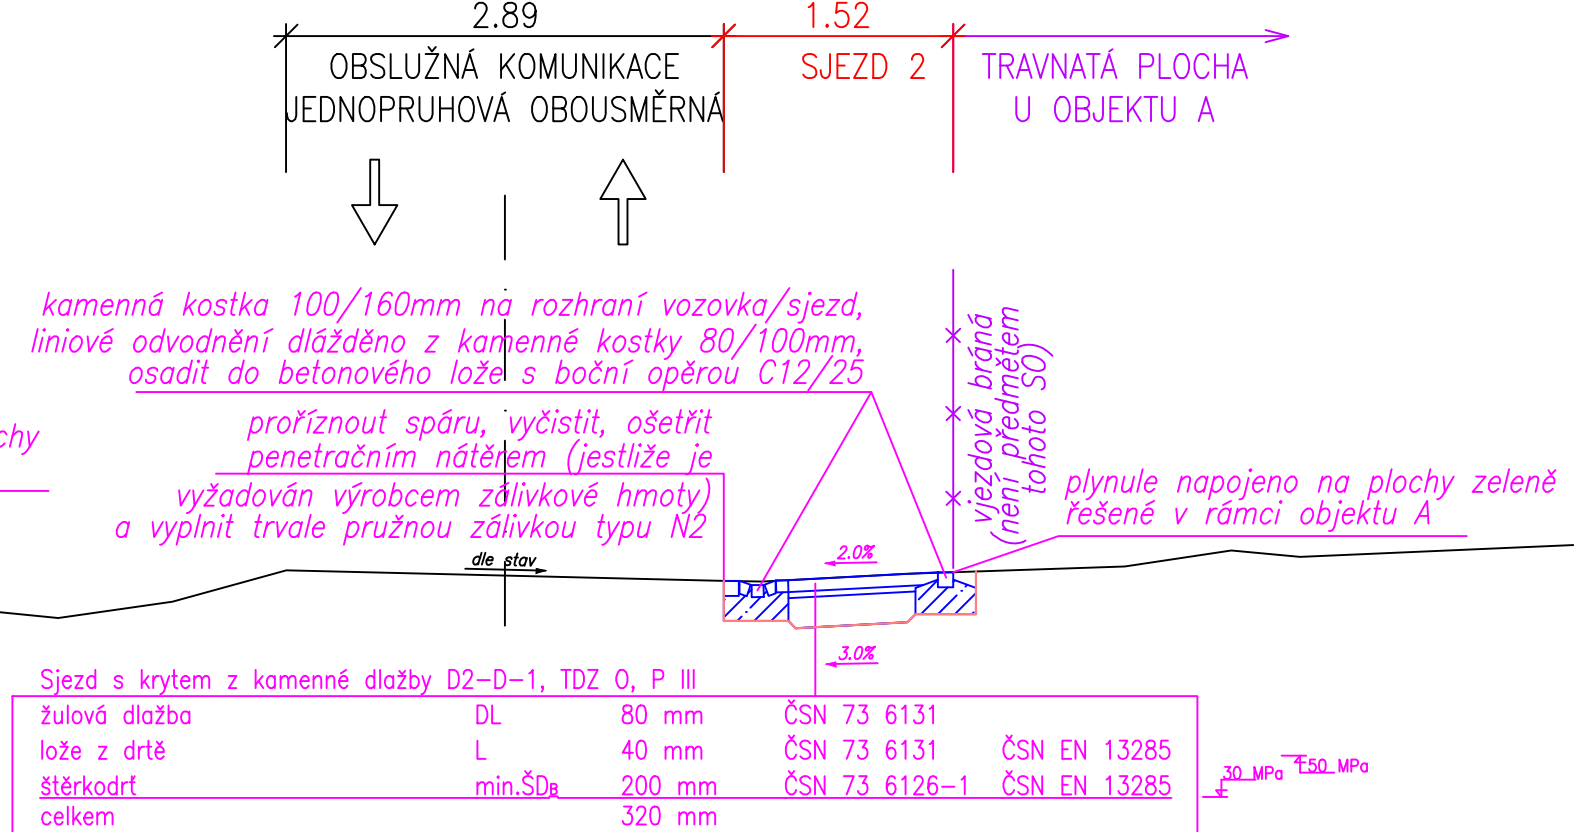 2.89
1.52
OBSLUŽNÁ KOMUNIKACE
JEDNOPRUHOVÁ OBOUSMĚRNÁ
SJEZD 2
TRAVNATÁ PLOCHA
U OBJEKTU A
kamenná kostka 100/160mm na rozhraní vozovka/sjezd,
liniové odvodnění dlážděno z kamenné kostky 80/100mm,
osadit do betonového lože s boční opěrou C12/25
chy
proříznout spáru, vyčistit, ošetřit
penetračním nátěrem (jestliže je
vyžadován výrobcem zálivkové hmoty)
a vyplnit trvale pružnou zálivkou typu N2
vjezdová bráná
(není předmětem
tohoto SO)
plynule napojeno na plochy zeleně
řešené v rámci objektu A
dle stav
2.0%
3.0%
Sjezd s krytem z kamenné dlažby D2-D-1, TDZ O, P III
žulová dlažba DL 80 mm ČSN 73 6131
lože z drtě L 40 mm ČSN 73 6131 ČSN EN 13285
štěrkodrť min.ŠDB 200 mm ČSN 73 6126-1 ČSN EN 13285
celkem 320 mm
30 MPa
50 MPa